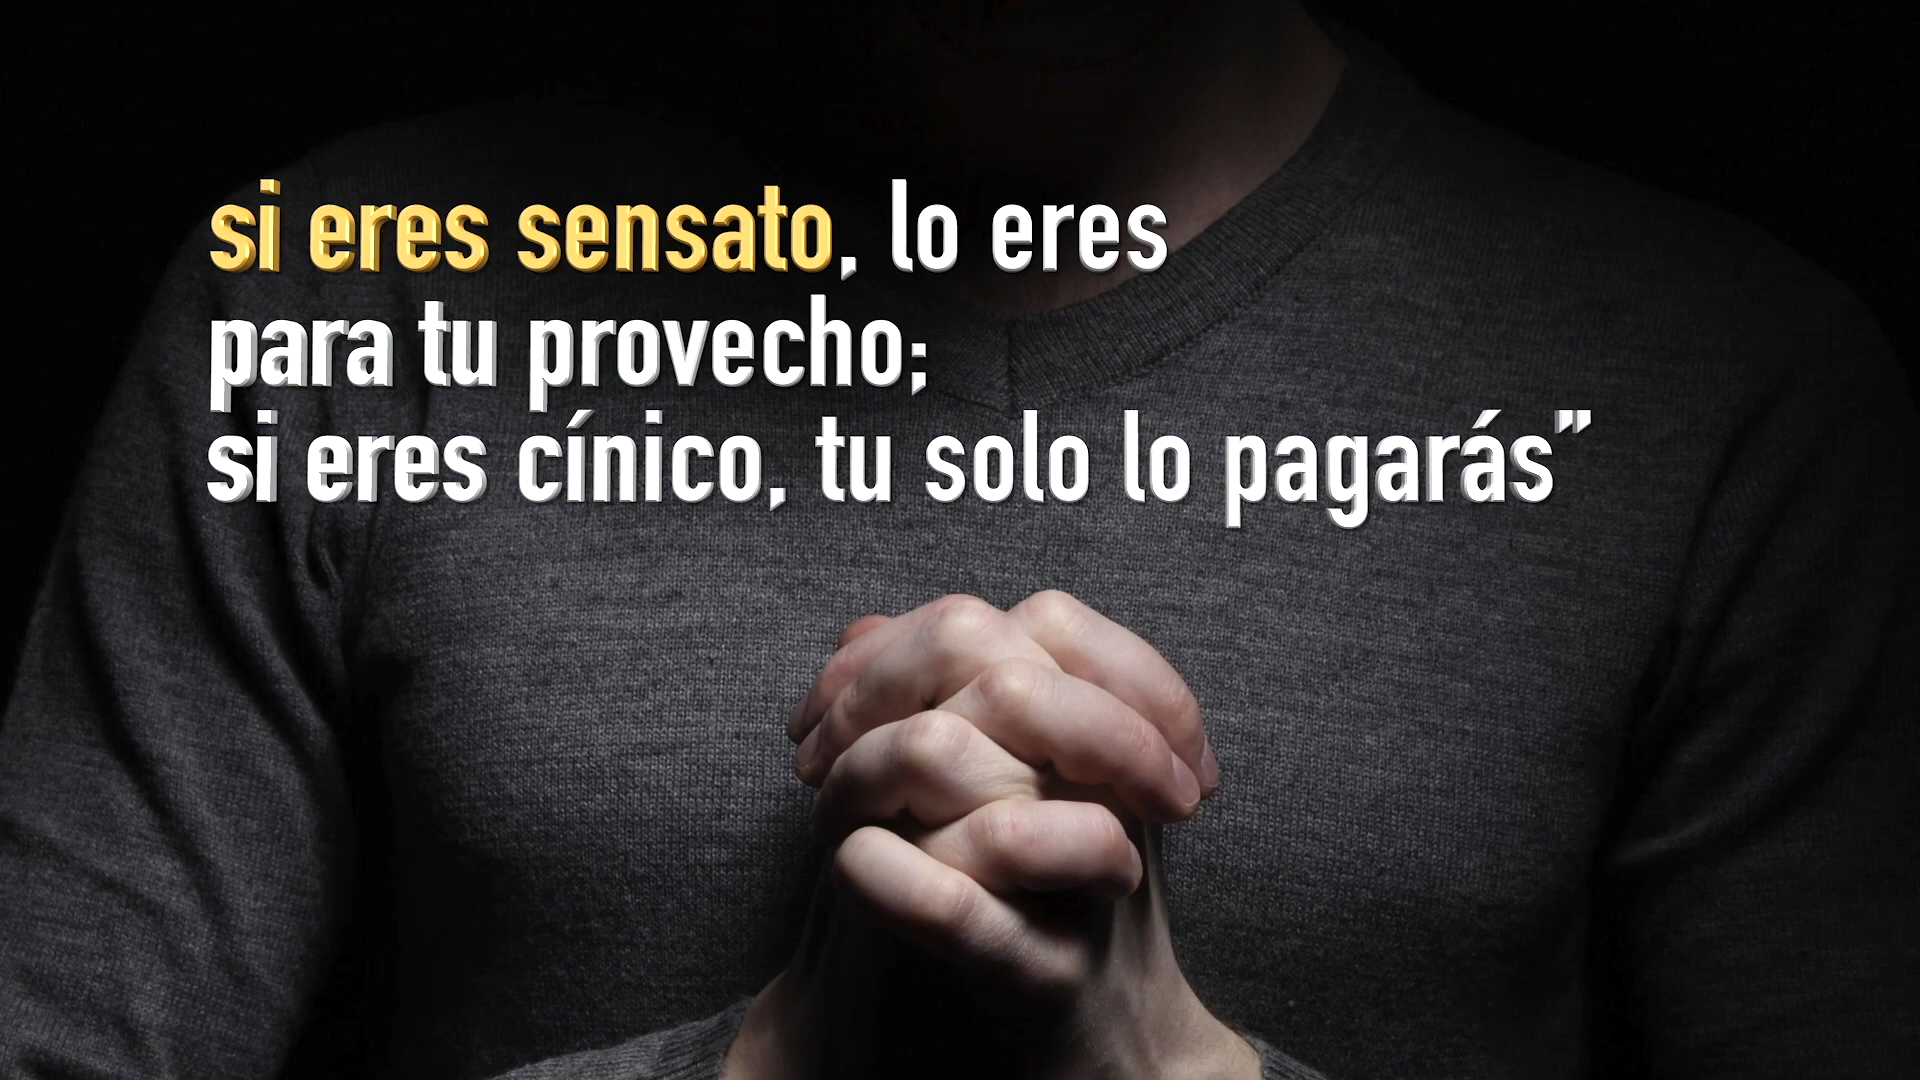 si eres sensato, lo eres
para tu provecho;
si eres cínico, tu solo lo pagarás”